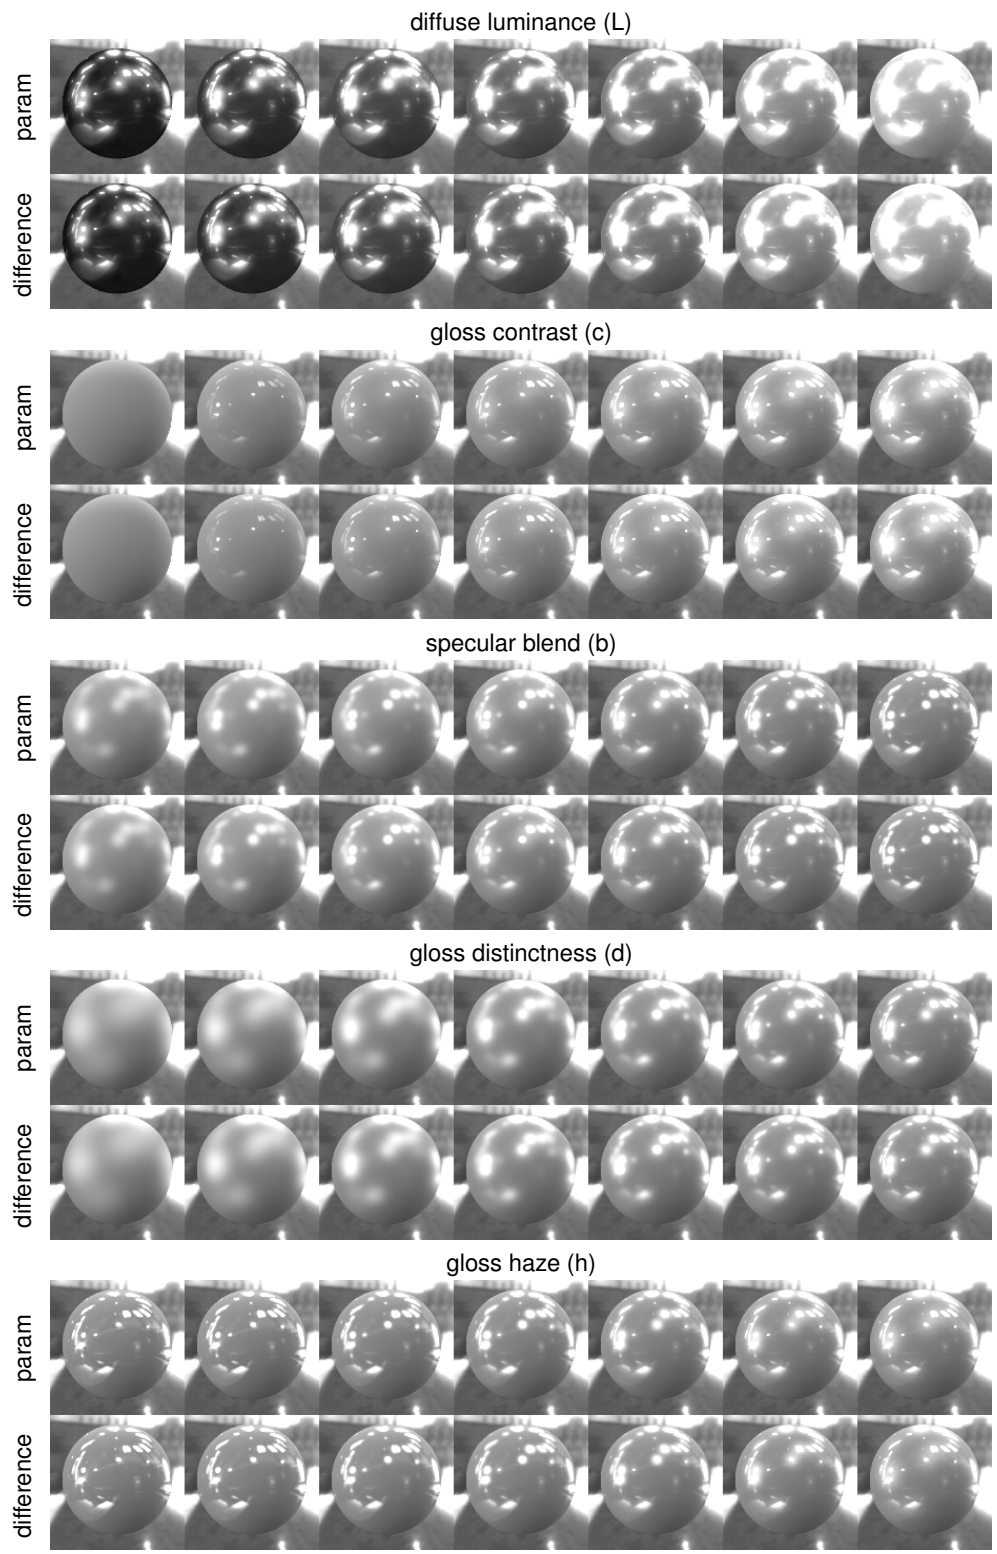 diffuse luminance (L)
param
difference
gloss contrast (c)
param
difference
specular blend (b)
param
difference
gloss distinctness (d)
param
difference
gloss haze (h)
param
difference